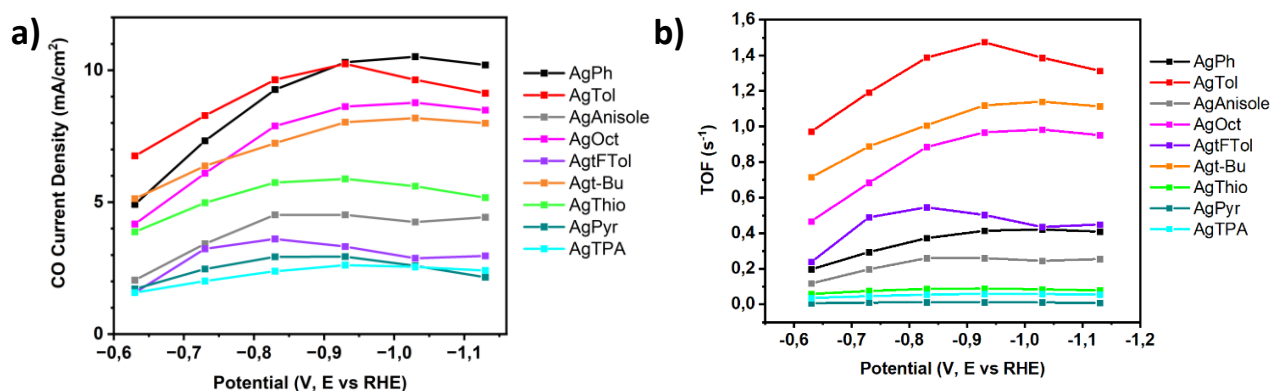 a)
CO Current Density (mA/cm²)
10
5
0
−0,6
−0,7
−0,8
−0,9
−1,0
−1,1
Potential (V, E vs RHE)
AgPh
AgTol
AgAnisole
AgOct
AgtFTol
Agt-Bu
AgThio
AgPyr
AgTPA
b)
TOF (s⁻¹)
1,6
1,4
1,2
1,0
0,8
0,6
0,4
0,2
0,0
-0,6
-0,7
-0,8
-0,9
-1,0
-1,1
-1,2
Potential (V, E vs RHE)
AgPh
AgTol
AgAnisole
AgOct
AgtFTol
Agt-Bu
AgThio
AgPyr
AgTPA